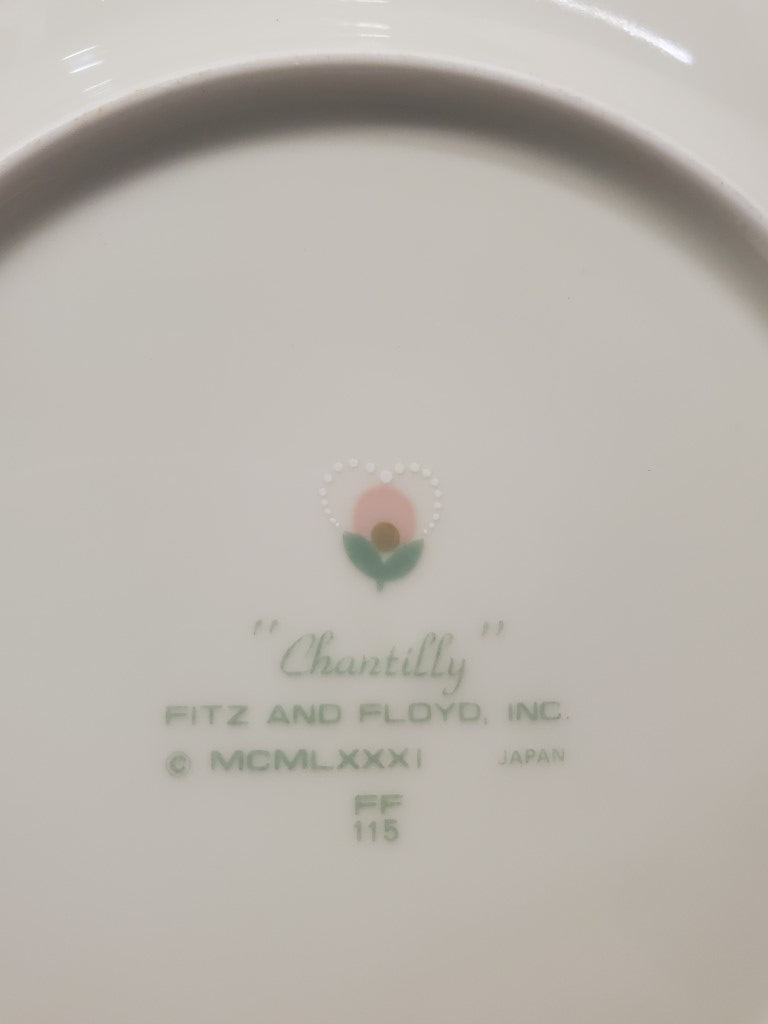 "Chantilly"
FITZ AND FLOYD, INC.
© MCMLXXXI JAPAN
FF
115